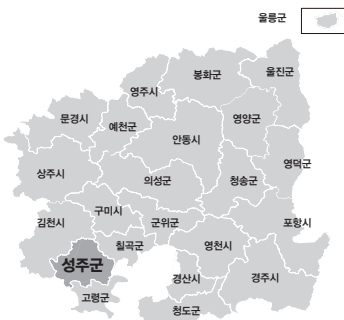 울릉군
봉화군
울진군
영주시
문경시
예천군
영양군
안동시
영덕군
상주시
의성군
청송군
구미시
김천시
군위군
포항시
칠곡군
영천시
성주군
경산시
경주시
고령군
청도군